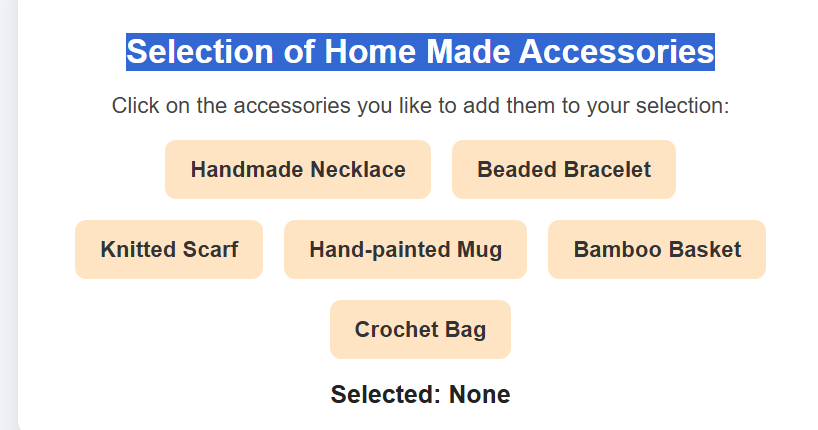 Selection of Home Made Accessories
Click on the accessories you like to add them to your selection:
Handmade Necklace
Beaded Bracelet
Knitted Scarf
Hand-painted Mug
Bamboo Basket
Crochet Bag
Selected: None